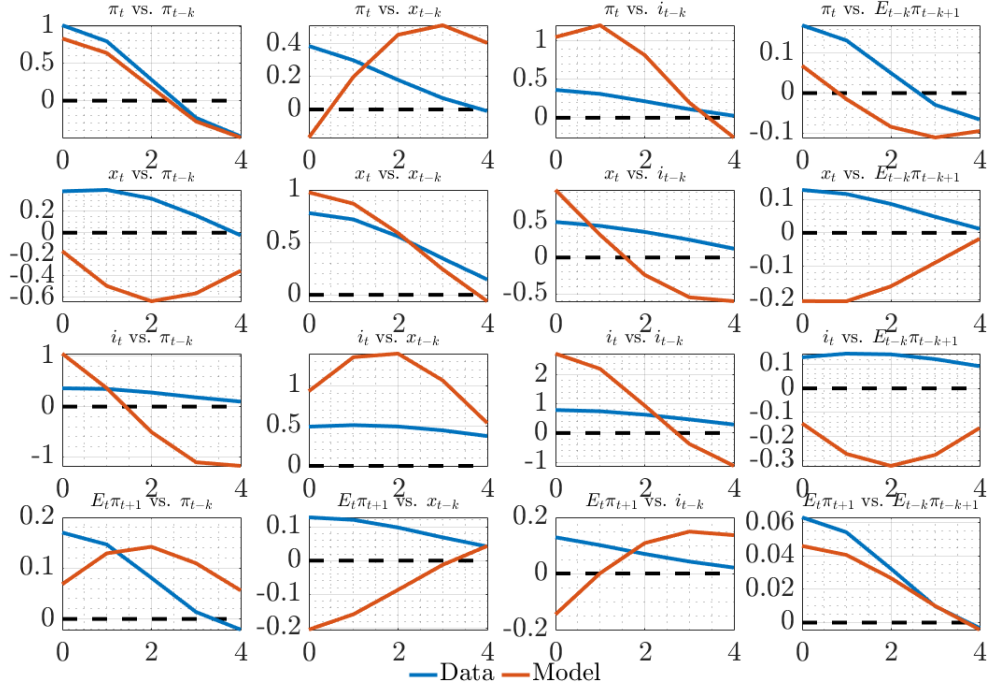 π_t vs. π_{t−k}
π_t vs. x_{t−k}
π_t vs. i_{t−k}
π_t vs. E_{t−k}π_{t−k+1}
1
0.5
0
0 2 4
0.4
0.2
0
0 2 4
1
0.5
0
0 2 4
0.1
0
-0.1
0 2 4
x_t vs. π_{t−k}
x_t vs. x_{t−k}
x_t vs. i_{t−k}
x_t vs. E_{t−k}π_{t−k+1}
0.2
0
-0.2
-0.4
-0.6
0 2 4
1
0.5
0
0 2 4
0.5
0
-0.5
0 2 4
0.1
0
-0.1
-0.2
0 2 4
i_t vs. π_{t−k}
i_t vs. x_{t−k}
i_t vs. i_{t−k}
i_t vs. E_{t−k}π_{t−k+1}
1
0
-1
0 2 4
1
0.5
0
0 2 4
2
1
0
-1
0 2 4
0.1
0
-0.1
-0.2
-0.3
0 2 4
E_tπ_{t+1} vs. π_{t−k}
E_tπ_{t+1} vs. x_{t−k}
E_tπ_{t+1} vs. i_{t−k}
E_tπ_{t+1} vs. E_{t−k}π_{t−k+1}
0.2
0.1
0
0 2 4
0.1
0
-0.1
-0.2
0 2 4
0.2
0
-0.2
0 2 4
0.06
0.04
0.02
0
0 2 4
Data Model